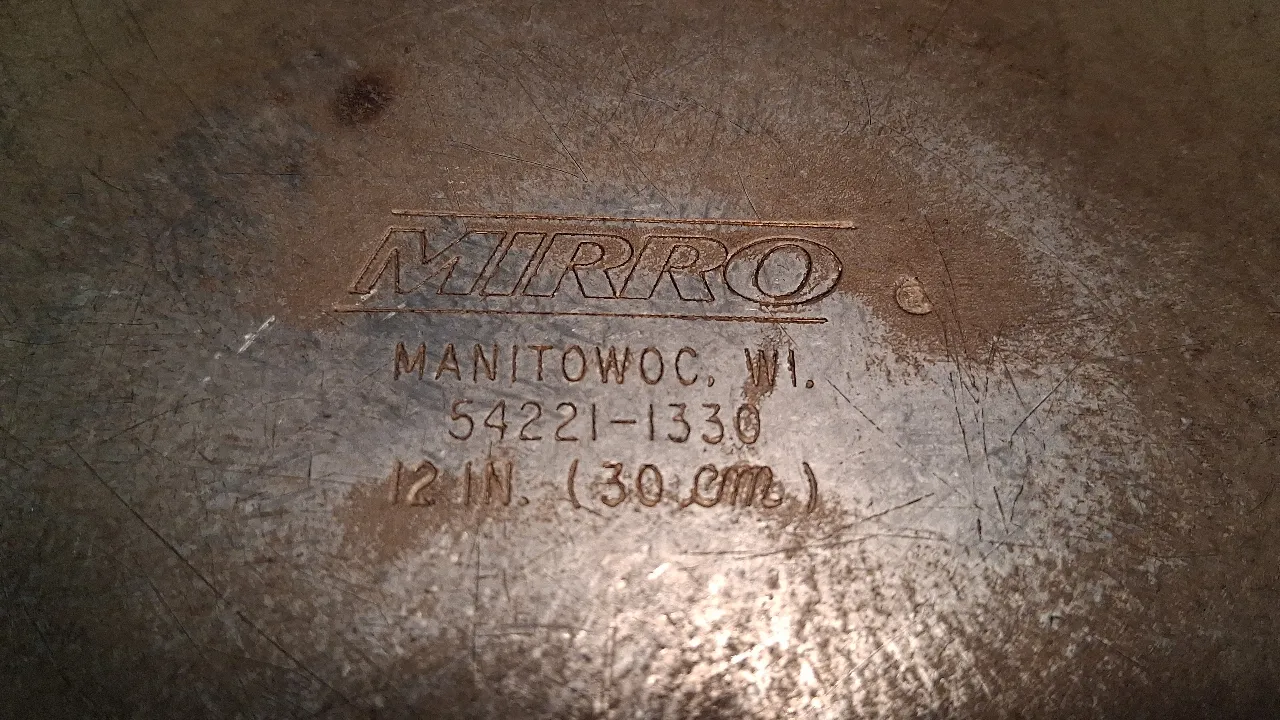 MIRRO
MANITOWOC, WI.
54221-1330
12 IN. (30 cm)